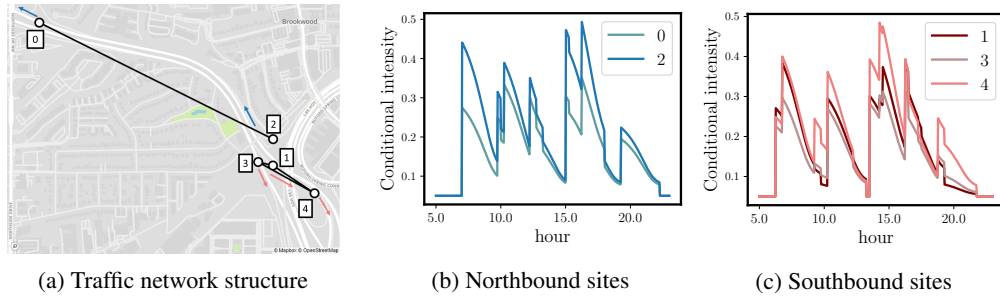 Brookwood
0
2
3
1
4
© Mapbox © OpenStreetMap
(a) Traffic network structure
Conditional intensity
0.5
0.4
0.3
0.2
0.1
5.0 10.0 15.0 20.0
hour
0
2
(b) Northbound sites
Conditional intensity
0.5
0.4
0.3
0.2
0.1
5.0 10.0 15.0 20.0
hour
1
3
4
(c) Southbound sites